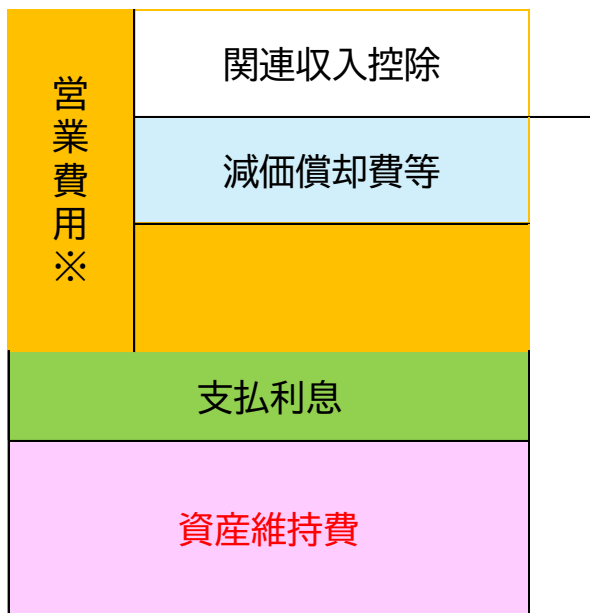 営業費用※
関連収入控除
減価償却費等
支払利息
資産維持費